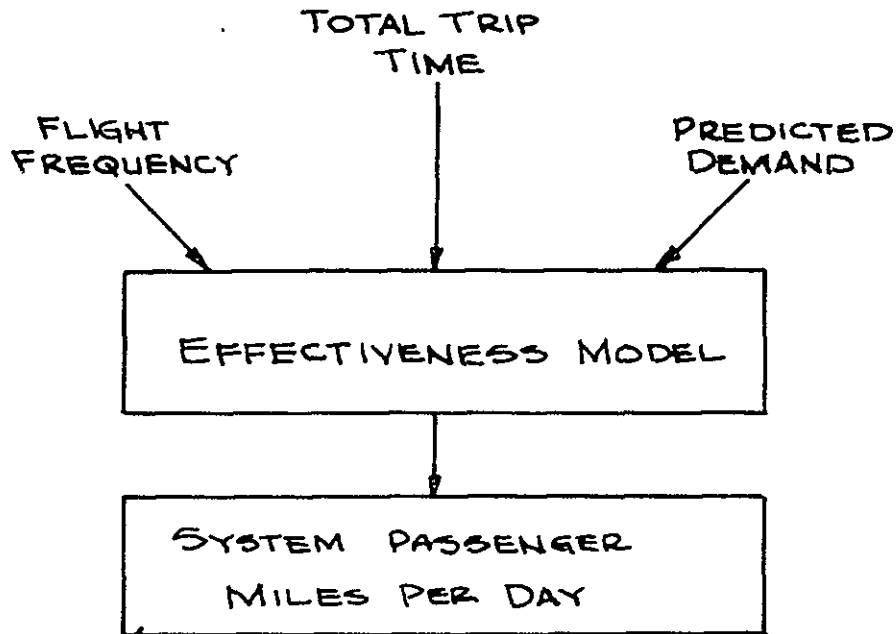 TOTAL TRIP
TIME
FLIGHT
FREQUENCY
PREDICTED
DEMAND
EFFECTIVENESS MODEL
SYSTEM PASSENGER
MILES PER DAY